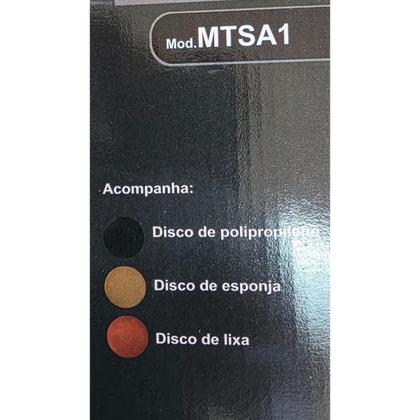 Mod.MTSA1
Acompanha:
Disco de polipropileno
Disco de esponja
Disco de lixa